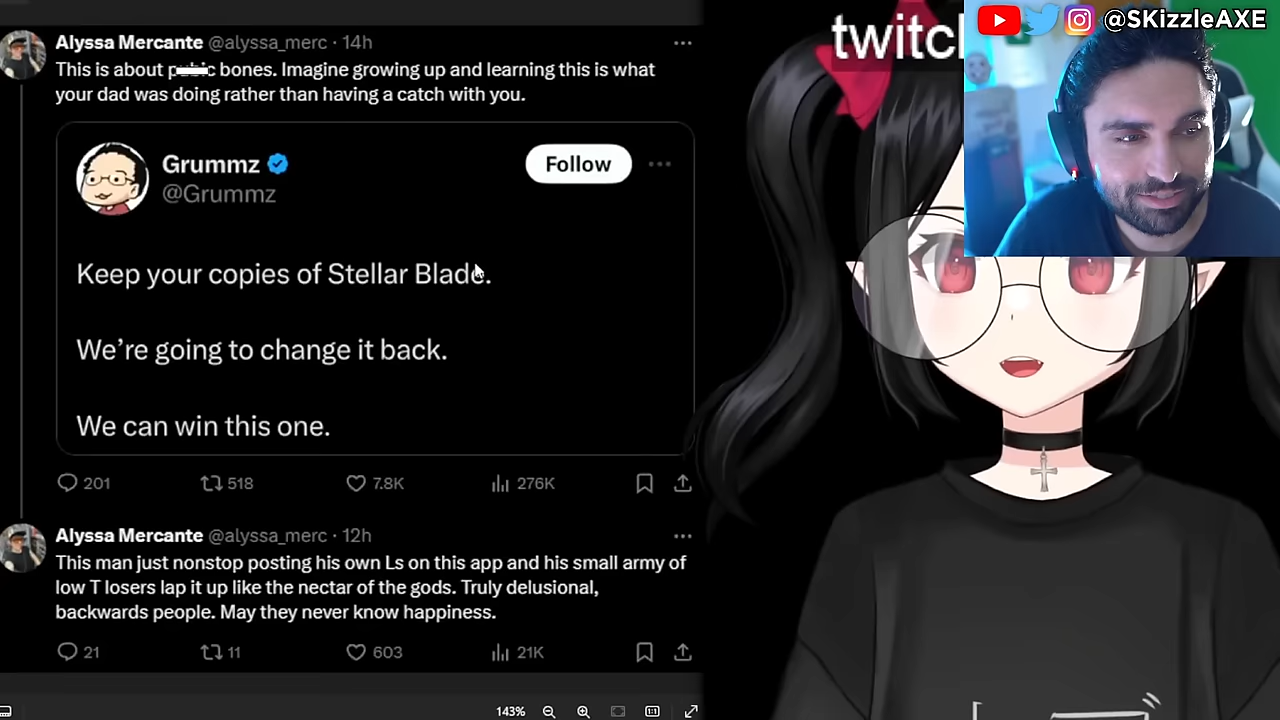 Alyssa Mercante @alyssa_merc · 14h
This is about bones. Imagine growing up and learning this is what
your dad was doing rather than having a catch with you.
Grummz
@Grummz
Follow
Keep your copies of Stellar Blade.
We're going to change it back.
We can win this one.
201 518 7.8K 276K
Alyssa Mercante @alyssa_merc · 12h
This man just nonstop posting his own Ls on this app and his small army of
low T losers lap it up like the nectar of the gods. Truly delusional,
backwards people. May they never know happiness.
21 11 603 21K
143%
twitc
@SKizzleAXE